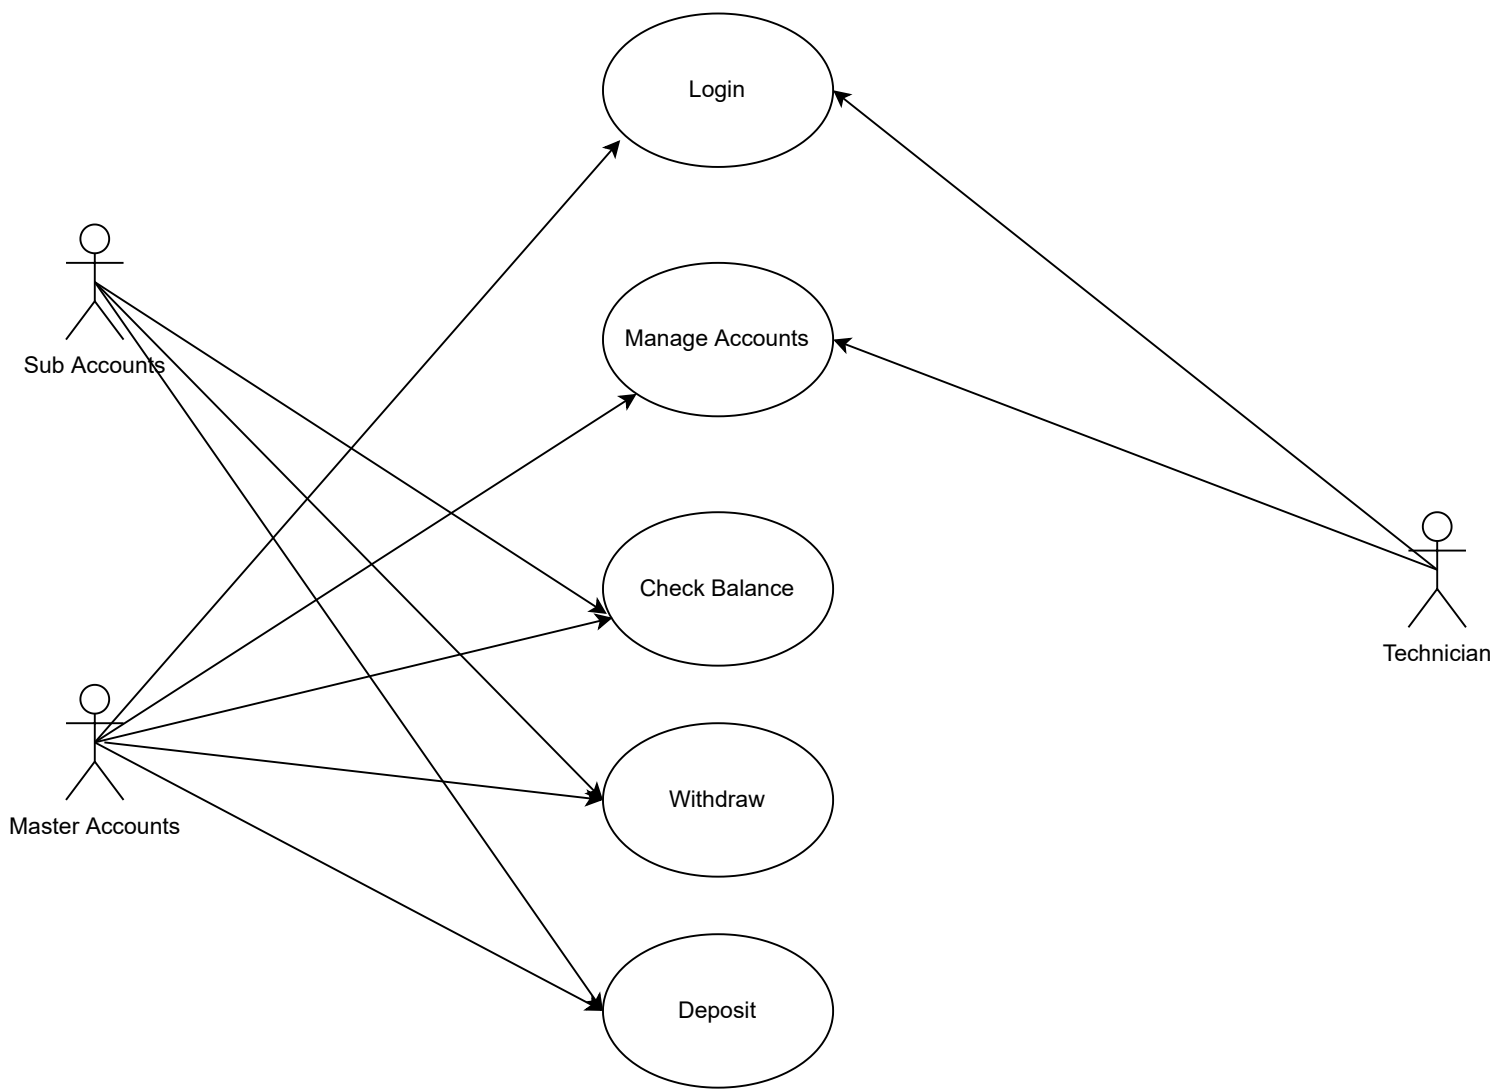 Login
Sub Accounts
Manage Accounts
Check Balance
Technician
Master Accounts
Withdraw
Deposit